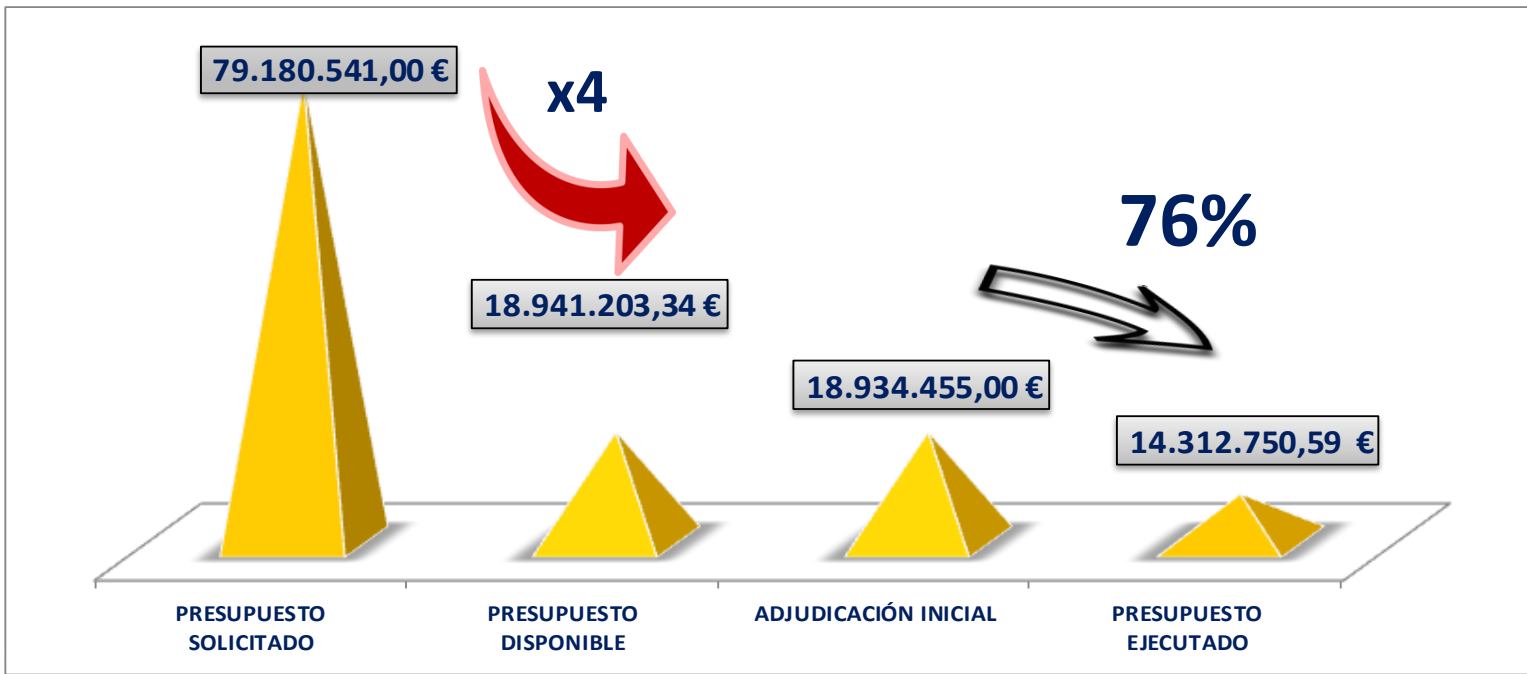 79.180.541,00 €
x4
76%
18.941.203,34 €
18.934.455,00 €
14.312.750,59 €
PRESUPUESTO
SOLICITADO
PRESUPUESTO
DISPONIBLE
ADJUDICACIÓN INICIAL
PRESUPUESTO
EJECUTADO